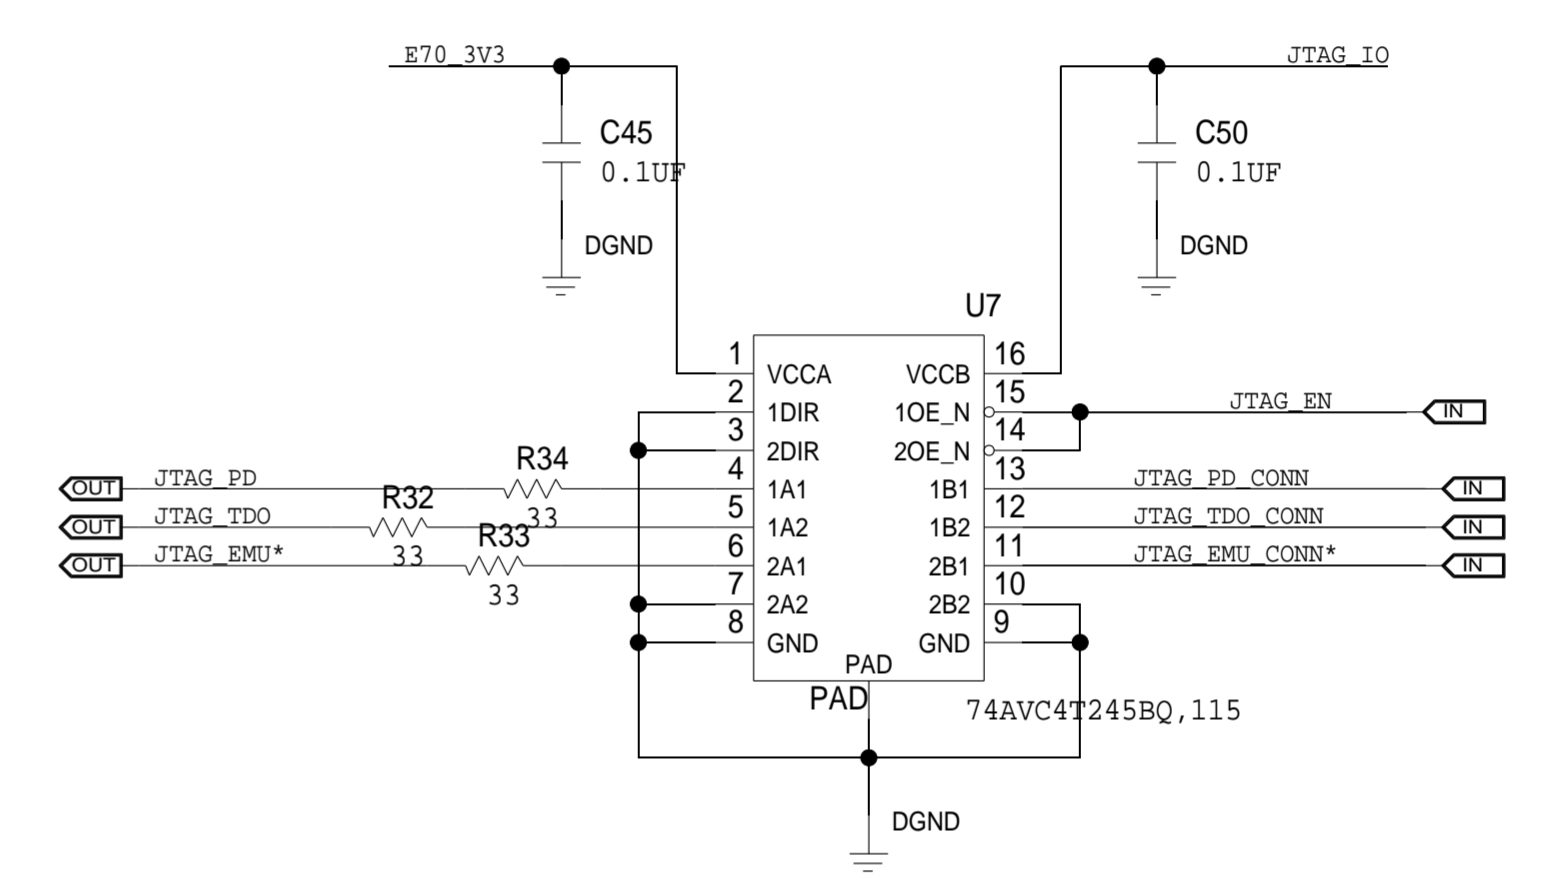 E70_3V3
JTAG_IO
C45
0.1UF
C50
0.1UF
DGND
DGND
U7
1 VCCA VCCB 16
2 1DIR 1OE_N 15 JTAG_EN IN
3 2DIR 2OE_N 14
OUT JTAG_PD R34 33 4 1A1 1B1 13 JTAG_PD_CONN IN
OUT JTAG_TDO R32 33 5 1A2 1B2 12 JTAG_TDO_CONN IN
OUT JTAG_EMU* R33 33 6 2A1 2B1 11 JTAG_EMU_CONN* IN
7 2A2 2B2 10
8 GND GND 9
PAD
PAD
74AVC4T245BQ,115
DGND